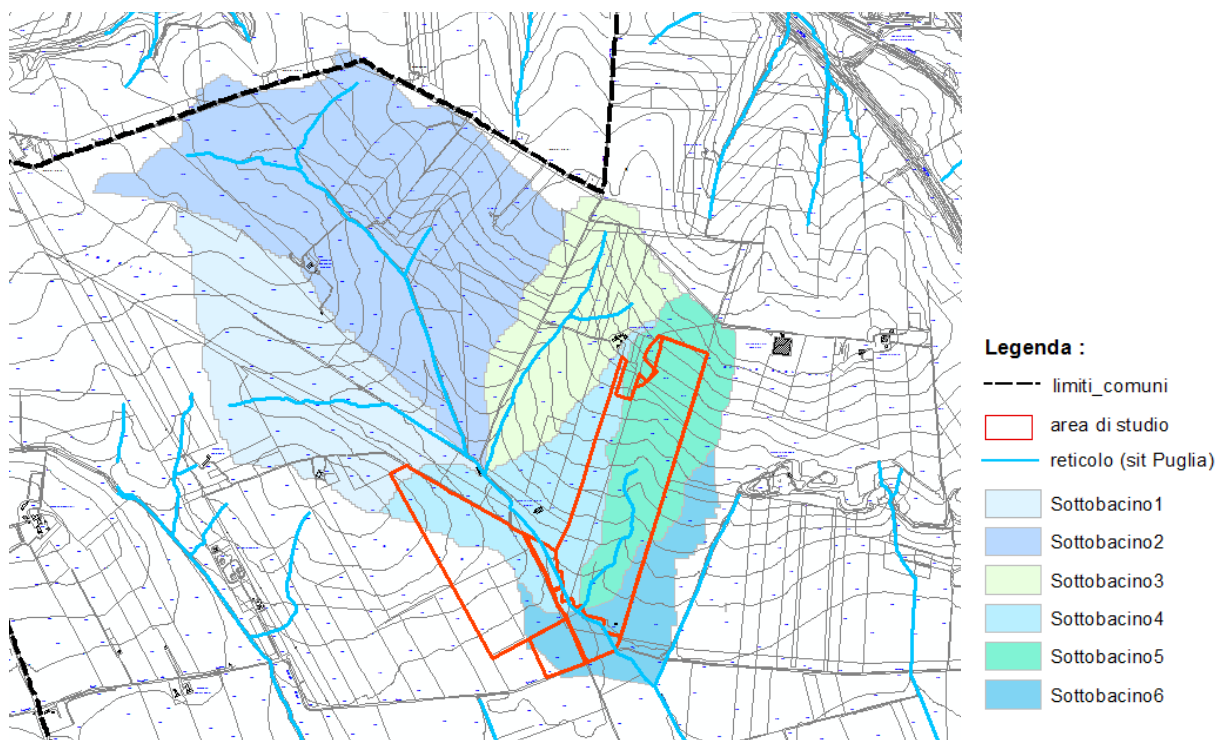 Legenda :
limiti_comuni
area di studio
reticolo (sit Puglia)
Sottobacino1
Sottobacino2
Sottobacino3
Sottobacino4
Sottobacino5
Sottobacino6